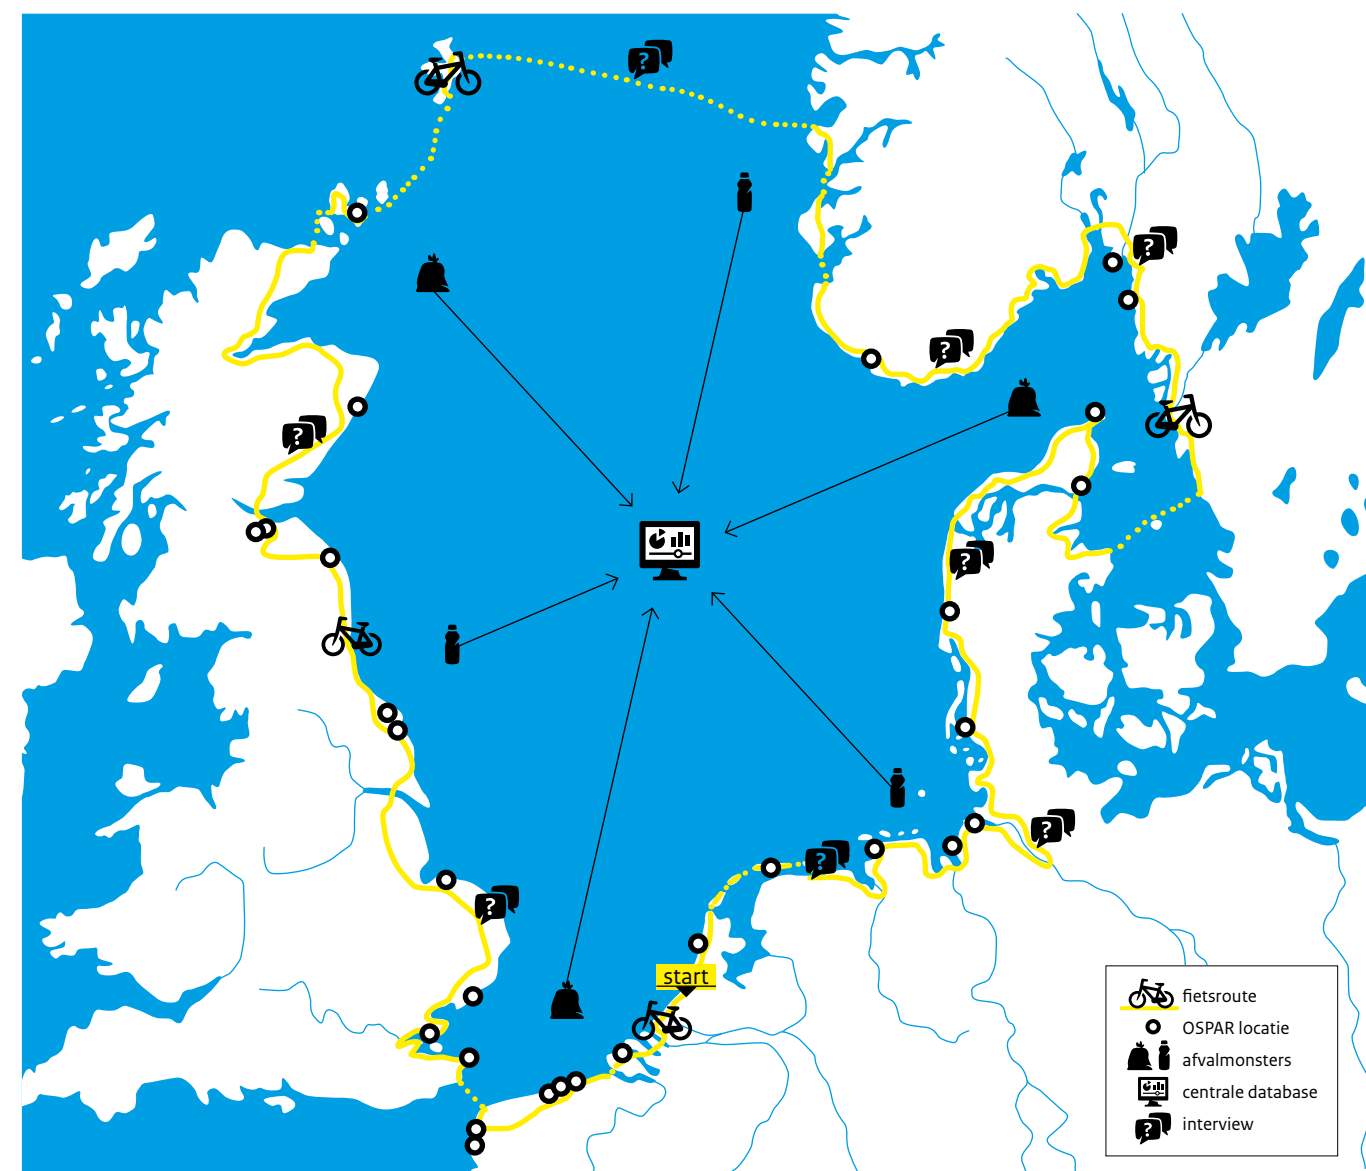 start
fietsroute
OSPAR locatie
afvalmonsters
centrale database
interview